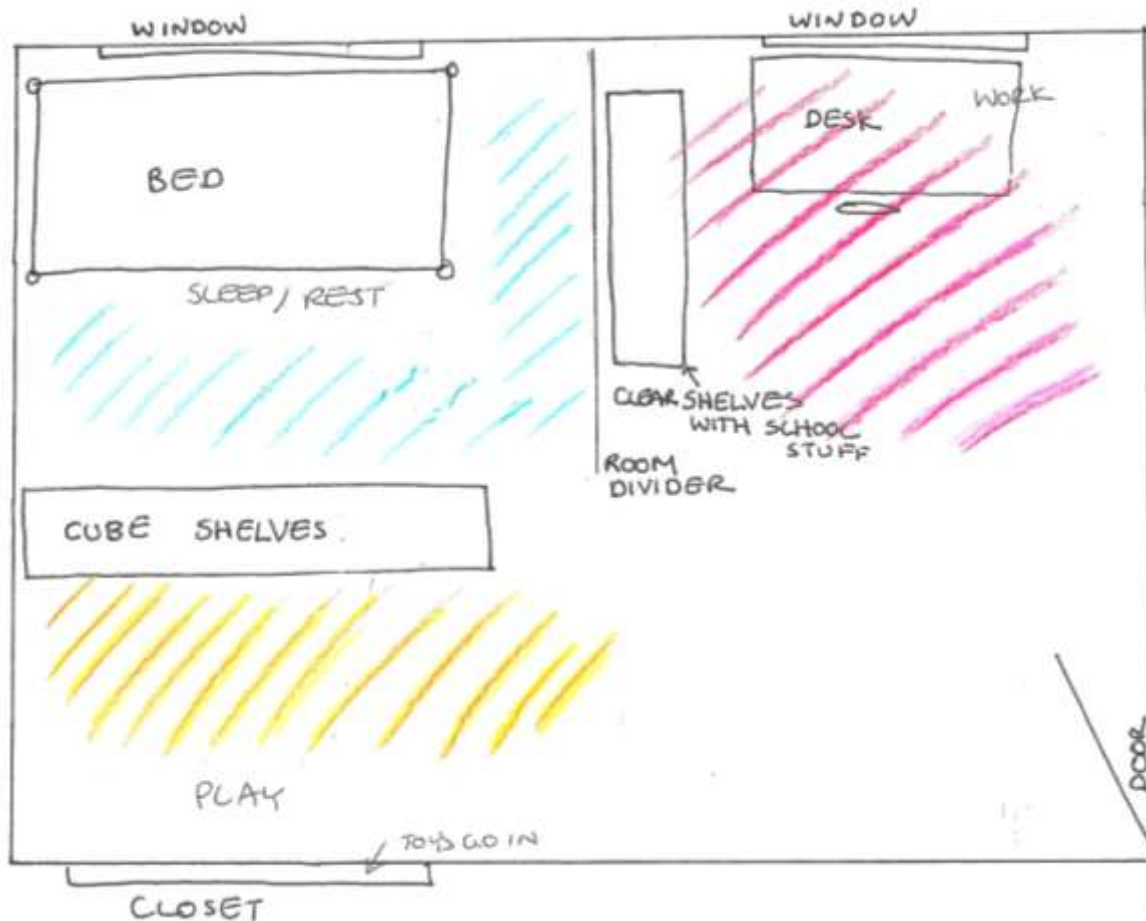 WINDOW
WINDOW
BED
DESK
WORK
SLEEP/ REST
CLEAR SHELVES
WITH SCHOOL
STUFF
ROOM
DIVIDER
CUBE SHELVES
PLAY
DOOR
TOYS GO IN
CLOSET